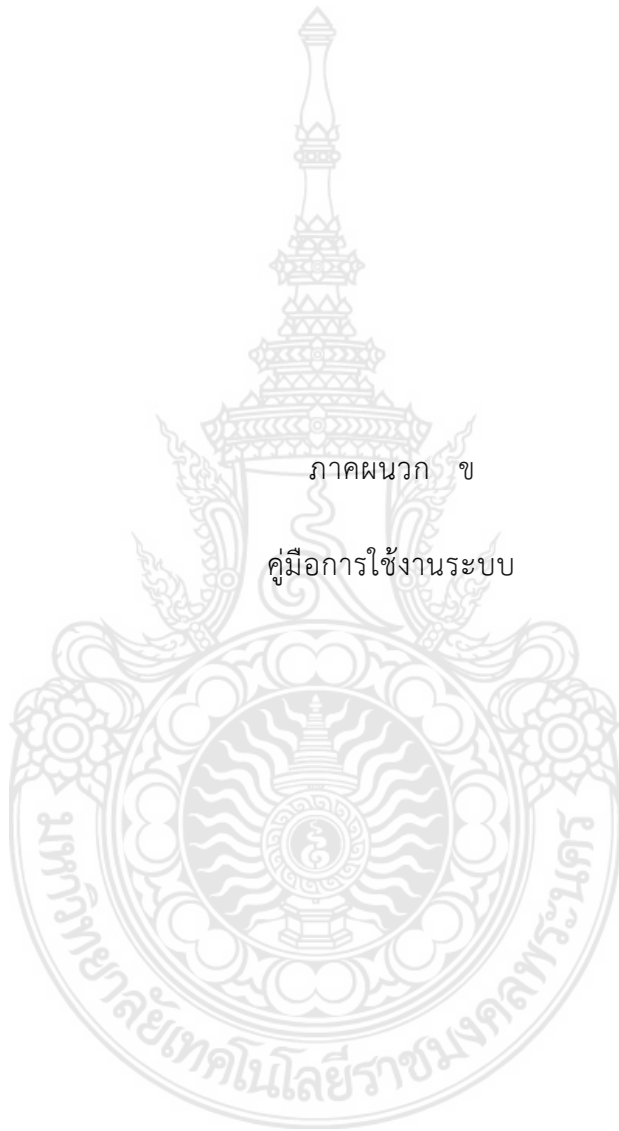 ภาคผนวก ข
คู่มือการใช้งานระบบ
มหาวิทยาลัยเทคโนโลยีราชมงคลพระนคร